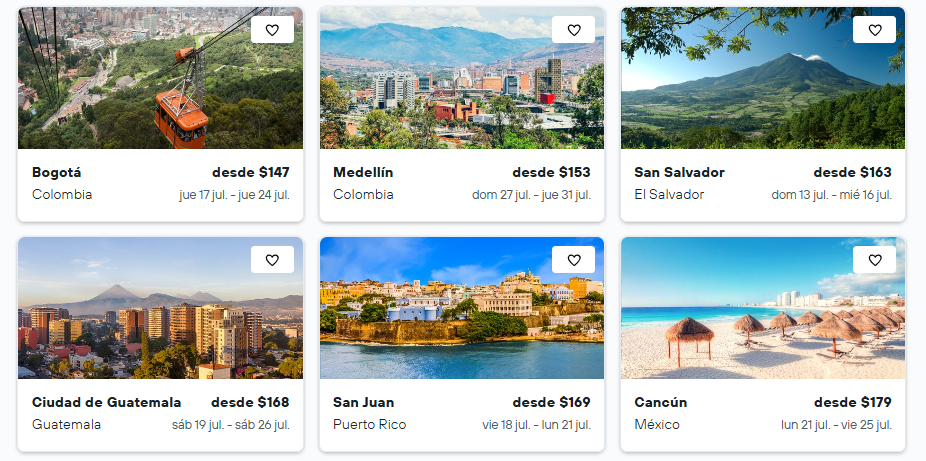 Bogotá desde $147
Colombia jue 17 jul. - jue 24 jul.
Medellín desde $153
Colombia dom 27 jul. - jue 31 jul.
San Salvador desde $163
El Salvador dom 13 jul. - mié 16 jul.
Ciudad de Guatemala desde $168
Guatemala sáb 19 jul. - sáb 26 jul.
San Juan desde $169
Puerto Rico vie 18 jul. - lun 21 jul.
Cancún desde $179
México lun 21 jul. - vie 25 jul.